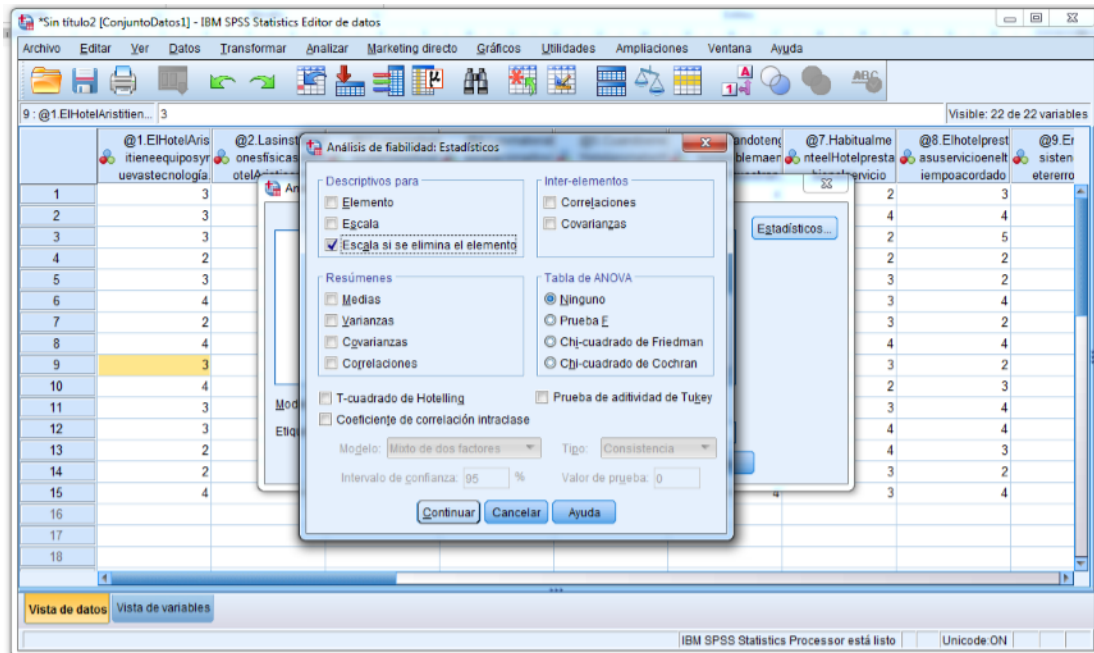 *Sin título2 [ConjuntoDatos1] - IBM SPSS Statistics Editor de datos
Archivo Editar Ver Datos Transformar Analizar Marketing directo Gráficos Utilidades Ampliaciones Ventana Ayuda
9 : @1.ElHotelAristitien... 3
Visible: 22 de 22 variables
@1.ElHotelAris
itieneequiposyn
uevastecnología.
@2.Lasinst
onesfísicas
@7.Habitualme
nteelHotelpresta
@8.Elhotelprest
asuservicioenelt
iempoacordado
@9.Er
sisten
etererro
Análisis de fiabilidad: Estadísticos
Descriptivos para
Elemento
Escala
Escala si se elimina el elemento
Inter-elementos
Correlaciones
Covarianzas
Resúmenes
Medias
Varianzas
Covarianzas
Correlaciones
Tabla de ANOVA
Ninguno
Prueba F
Chi-cuadrado de Friedman
Chi-cuadrado de Cochran
T-cuadrado de Hotelling
Prueba de aditividad de Tukey
Coeficiente de correlación intraclase
Modelo: Mixto de dos factores
Tipo: Consistencia
Intervalo de confianza: 95 %
Valor de prueba: 0
Continuar Cancelar Ayuda
An
Estadísticos...
Mod
Etiq
1 3 2 3
2 3 4 4
3 3 2 5
4 2 2 2
5 3 3 2
6 4 3 4
7 2 3 2
8 4 4 4
9 3 3 2
10 4 2 3
11 3 3 4
12 3 4 4
13 2 4 3
14 2 3 2
15 4 4 3 4
16
17
18
Vista de datos Vista de variables
IBM SPSS Statistics Processor está listo
Unicode:ON